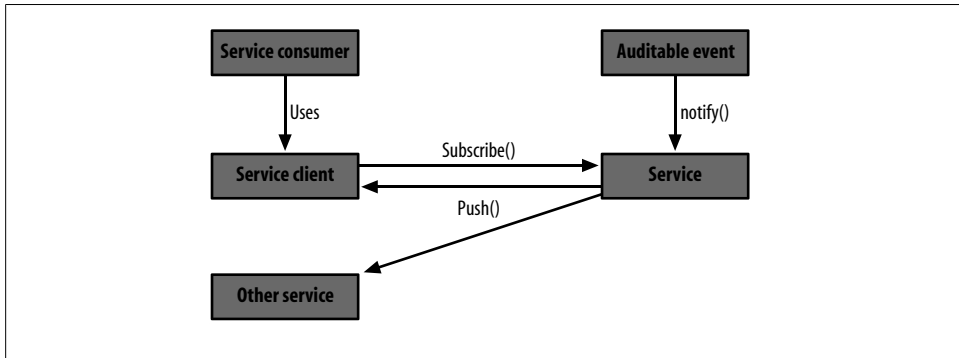 Service consumer
Auditable event
Uses
notify()
Subscribe()
Service client
Service
Push()
Other service